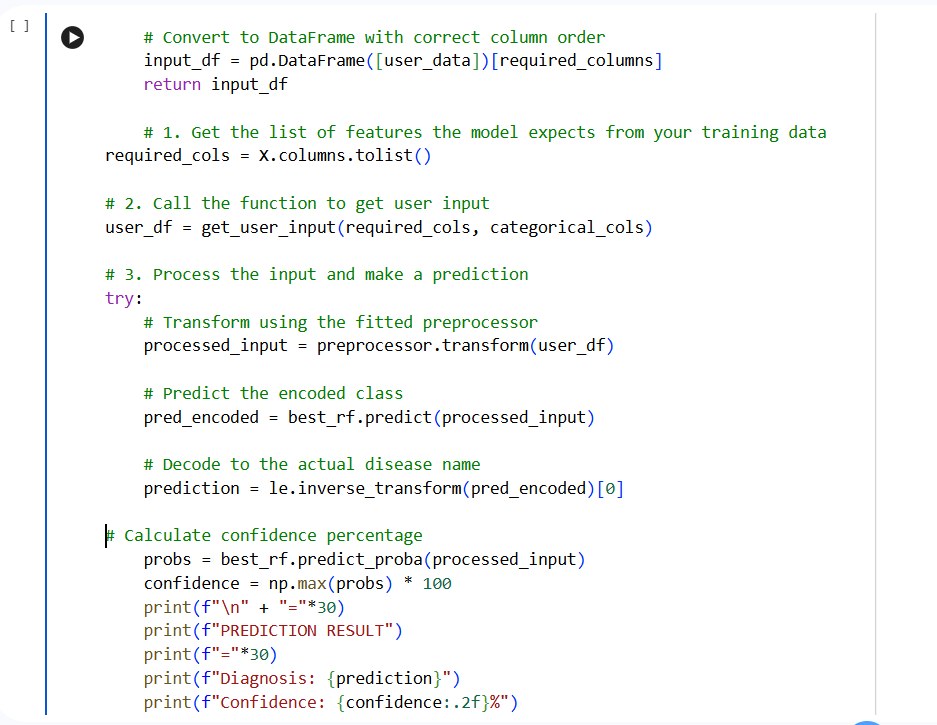 [ ]
    # Convert to DataFrame with correct column order
    input_df = pd.DataFrame([user_data])[required_columns]
    return input_df

    # 1. Get the list of features the model expects from your training data
required_cols = X.columns.tolist()

# 2. Call the function to get user input
user_df = get_user_input(required_cols, categorical_cols)

# 3. Process the input and make a prediction
try:
    # Transform using the fitted preprocessor
    processed_input = preprocessor.transform(user_df)

    # Predict the encoded class
    pred_encoded = best_rf.predict(processed_input)

    # Decode to the actual disease name
    prediction = le.inverse_transform(pred_encoded)[0]

# Calculate confidence percentage
    probs = best_rf.predict_proba(processed_input)
    confidence = np.max(probs) * 100
    print(f"\n" + "="*30)
    print(f"PREDICTION RESULT")
    print(f"="*30)
    print(f"Diagnosis: {prediction}")
    print(f"Confidence: {confidence:.2f}%")